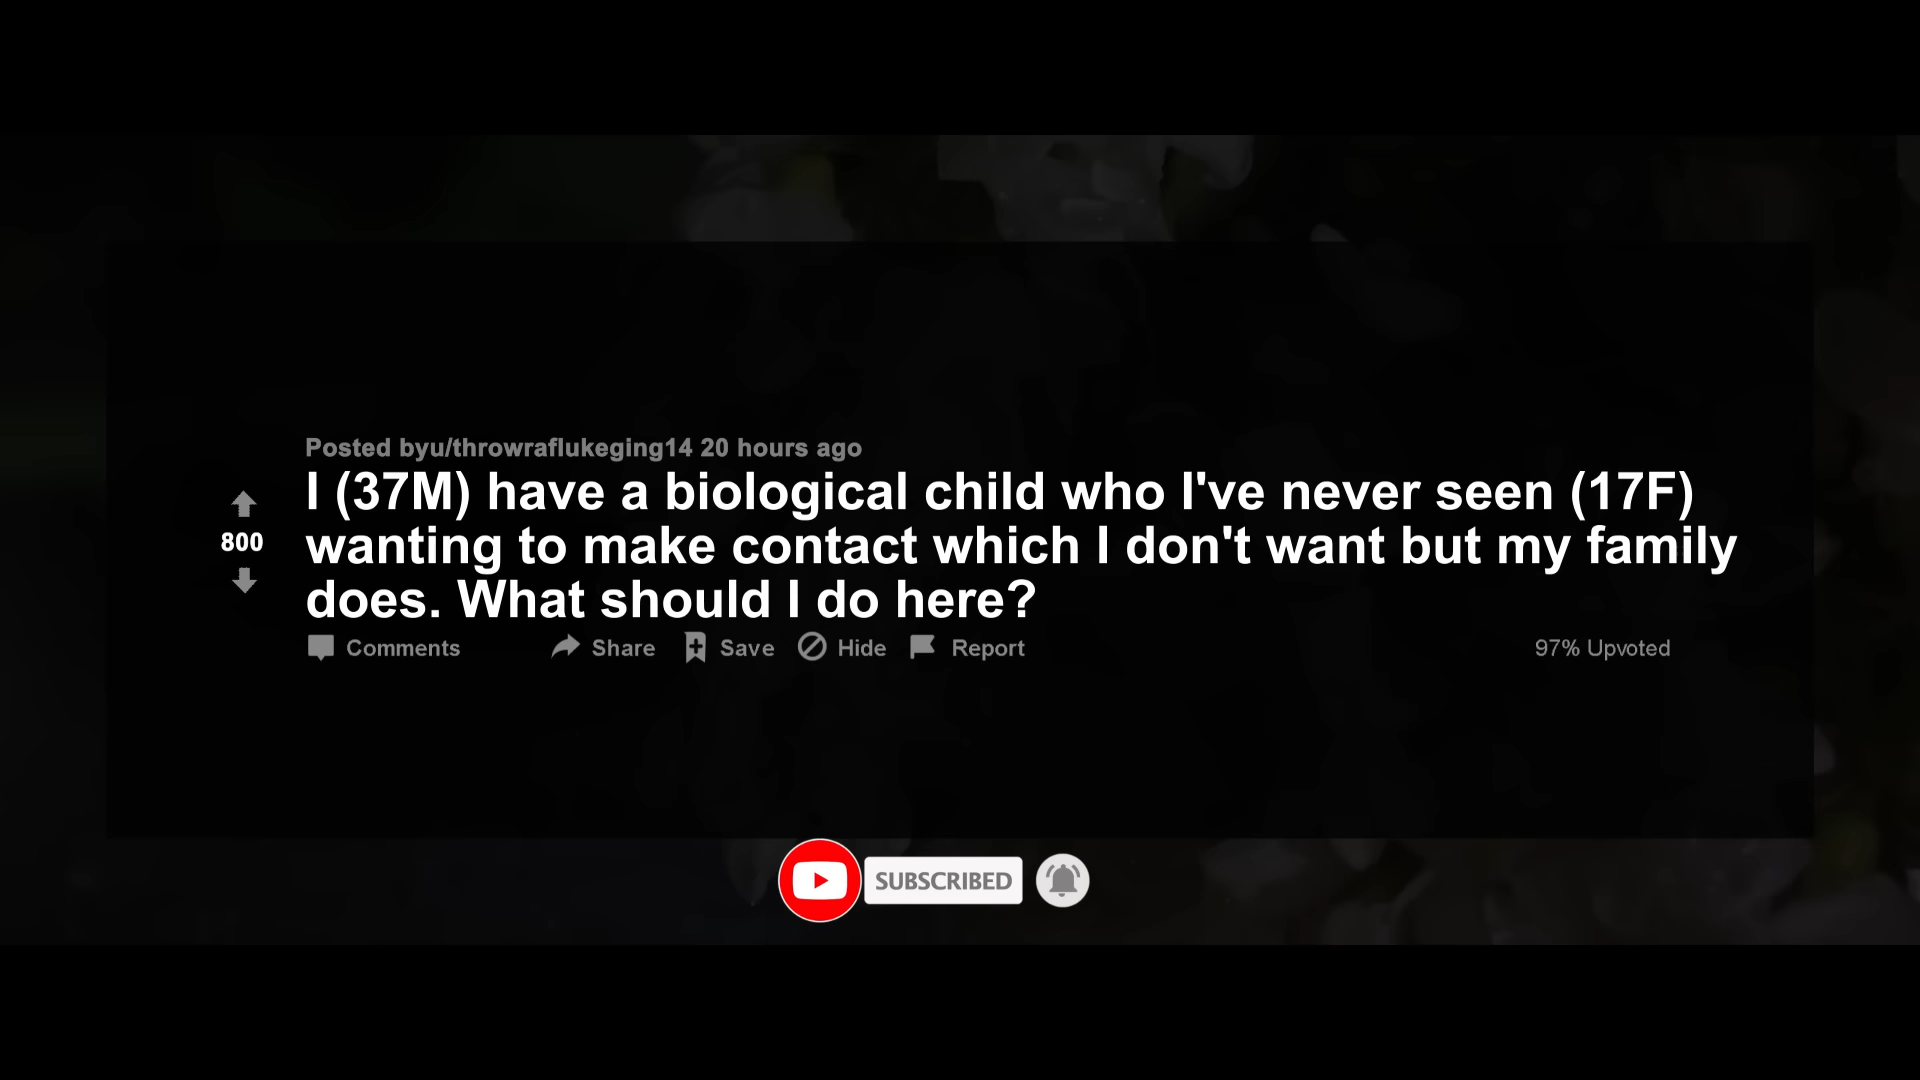 Posted byu/throwraflukeging14 20 hours ago
I (37M) have a biological child who I've never seen (17F)
wanting to make contact which I don't want but my family
does. What should I do here?
800
Comments Share Save Hide Report 97% Upvoted
SUBSCRIBED